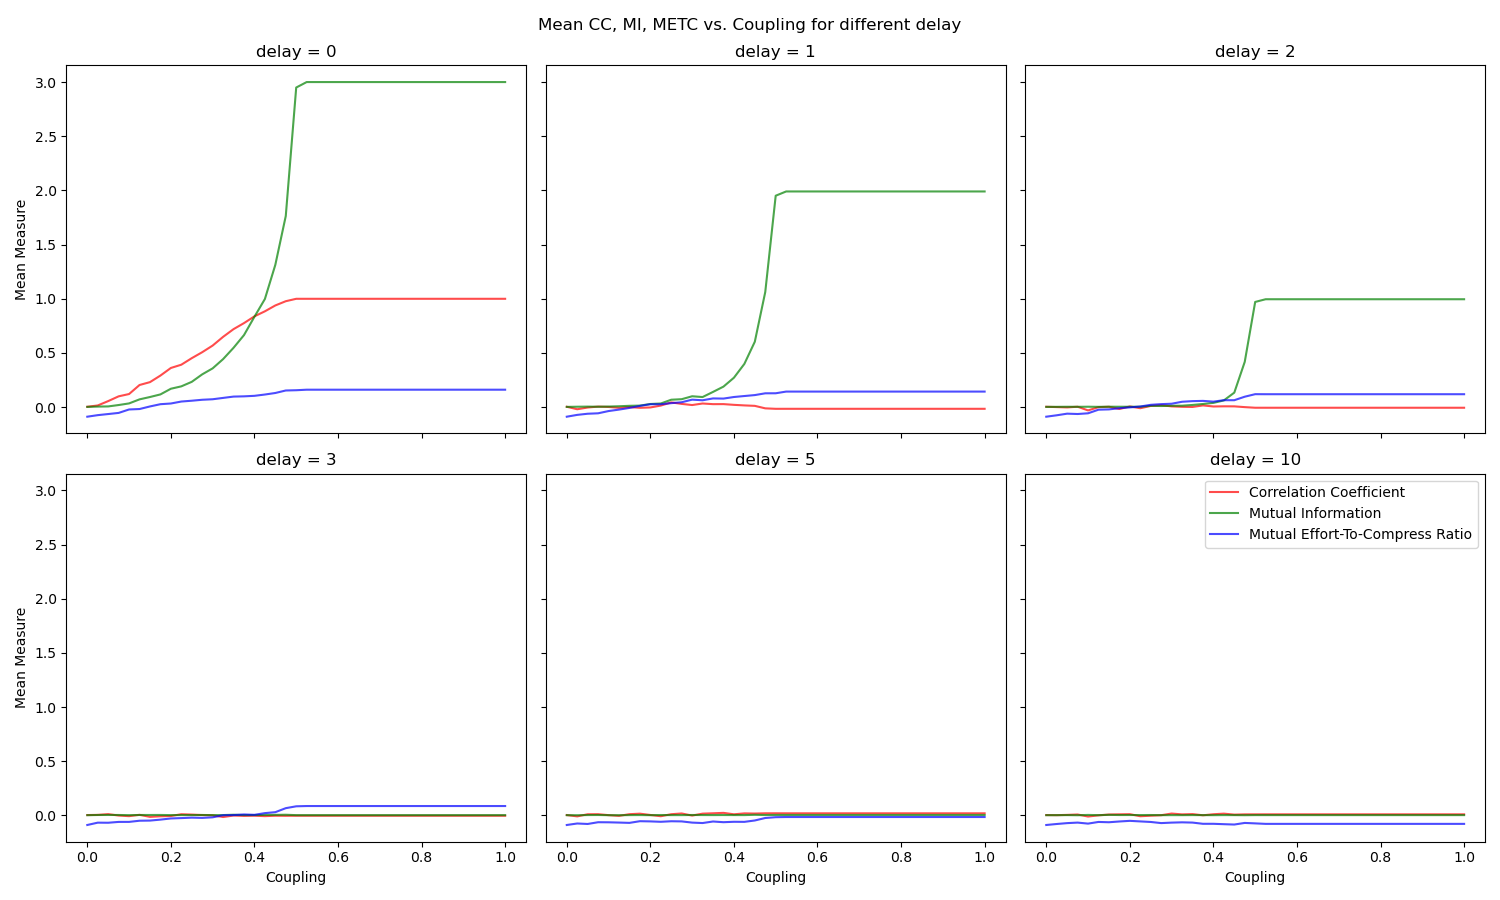 Mean CC, MI, METC vs. Coupling for different delay
delay = 0
delay = 1
delay = 2
Mean Measure
3.0
2.5
2.0
1.5
1.0
0.5
0.0
delay = 3
delay = 5
delay = 10
Mean Measure
3.0
2.5
2.0
1.5
1.0
0.5
0.0
Correlation Coefficient
Mutual Information
Mutual Effort-To-Compress Ratio
0.0 0.2 0.4 0.6 0.8 1.0
0.0 0.2 0.4 0.6 0.8 1.0
0.0 0.2 0.4 0.6 0.8 1.0
Coupling
Coupling
Coupling